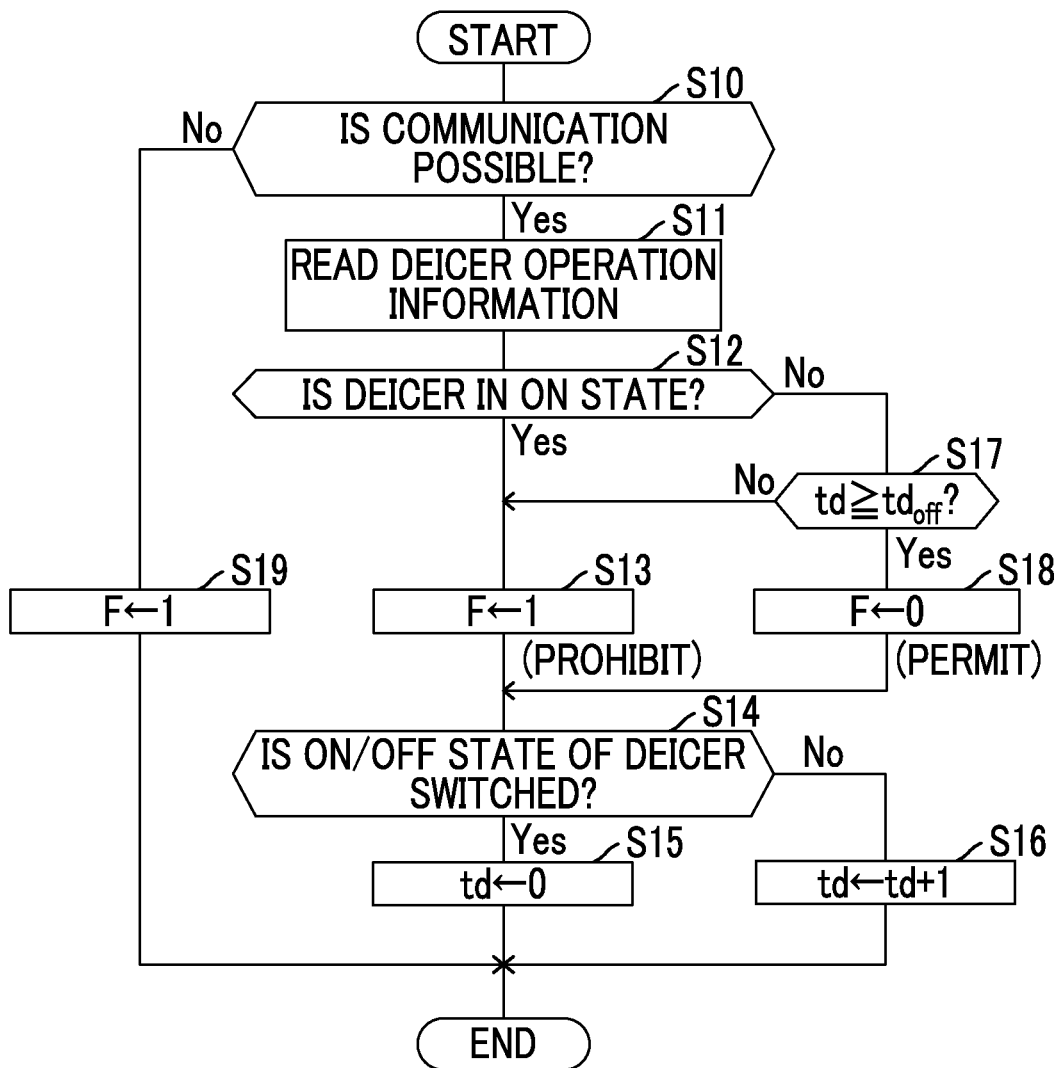 START
S10
No
IS COMMUNICATION
POSSIBLE?
Yes
S11
READ DEICER OPERATION
INFORMATION
S12
IS DEICER IN ON STATE?
No
Yes
S17
No
td≧td_off?
Yes
S19
S13
S18
F←1
F←1
F←0
(PROHIBIT)
(PERMIT)
S14
IS ON/OFF STATE OF DEICER
SWITCHED?
No
Yes
S15
S16
td←0
td←td+1
END